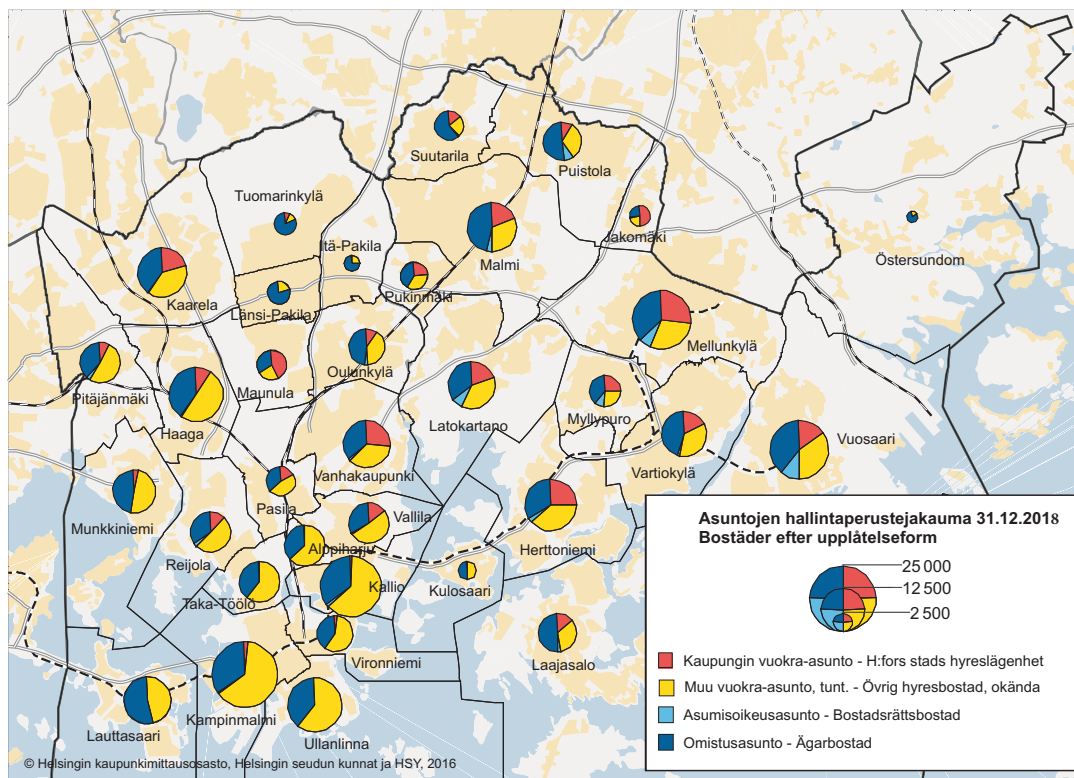 Suutarila
Puistola
Tuomarinkylä
Jakomäki
Itä-Pakila
Malmi
Östersundom
Kaarela
Pukinmäki
Länsi-Pakila
Mellunkylä
Oulunkylä
Maunula
Pitäjänmäki
Latokartano
Myllypuro
Haaga
Vuosaari
Vartiokylä
Vanhakaupunki
Pasila
Munkkiniemi
Vallila
Reijola
Alppiharju
Herttoniemi
Kallio
Kulosaari
Taka-Töölö
Vironniemi
Laajasalo
Kampinmalmi
Lauttasaari
Ullanlinna
Asuntojen hallintaperustejakauma 31.12.2018
Bostäder efter upplåtelseform
25 000
12 500
2 500
Kaupungin vuokra-asunto - H:fors stads hyreslägenhet
Muu vuokra-asunto, tunt. - Övrig hyresbostad, okända
Asumisoikeusasunto - Bostadsrättsbostad
Omistusasunto - Ägarbostad
© Helsingin kaupunkimittausosasto, Helsingin seudun kunnat ja HSY, 2016